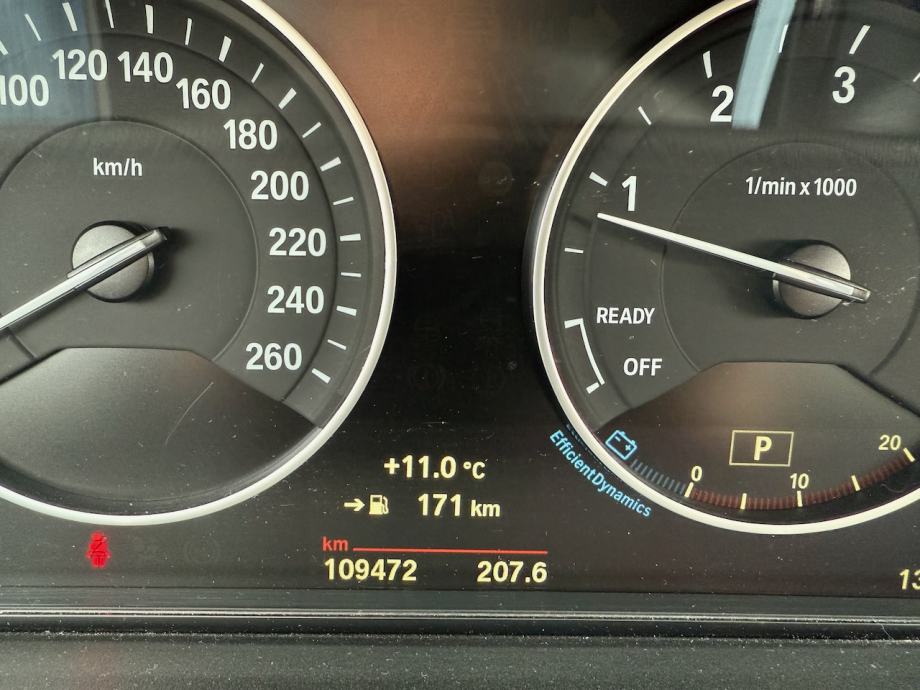 100 120 140
160
180
200
220
240
260
km/h
1 2 3
1/min x 1000
READY
OFF
EfficientDynamics
P
0 10 20
+11.0 °C
171 km
km
109472 207.6